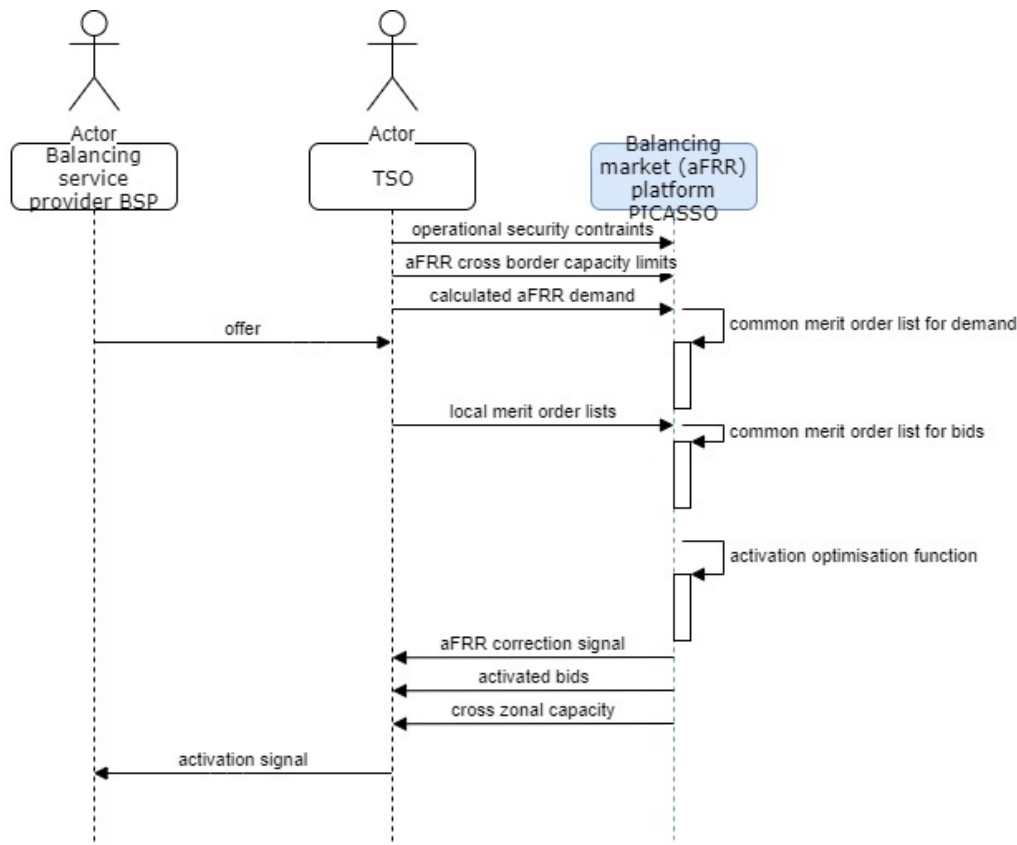 Actor
Balancing
service
provider BSP
Actor
TSO
Balancing
market (aFRR)
platform
PICASSO
operational security contraints
aFRR cross border capacity limits
calculated aFRR demand
common merit order list for demand
offer
local merit order lists
common merit order list for bids
activation optimisation function
aFRR correction signal
activated bids
cross zonal capacity
activation signal